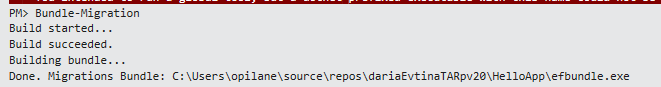 PM> Bundle-Migration
Build started...
Build succeeded.
Building bundle...
Done. Migrations Bundle: C:\Users\opilane\source\repos\dariaEvtinaTARpv20\HelloApp\efbundle.exe